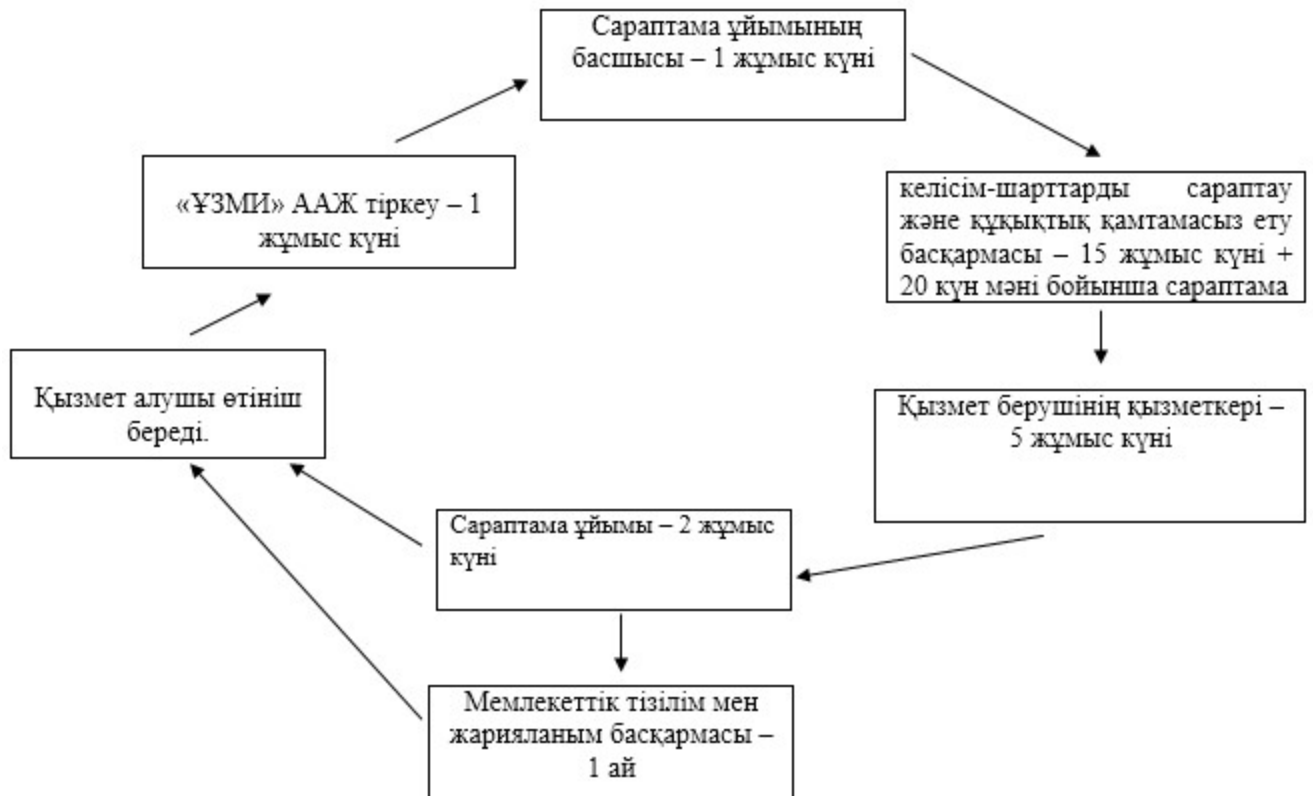 Сараптама ұйымының
басшысы – 1 жұмыс күні
«ҰЗМИ» ААЖ тіркеу – 1
жұмыс күні
келісім-шарттарды сараптау
және құқықтық қамтамасыз ету
басқармасы – 15 жұмыс күні +
20 күн мәні бойынша сараптама
Қызмет алушы өтініш
береді.
Қызмет берушінің қызметкері –
5 жұмыс күні
Сараптама ұйымы – 2 жұмыс
күні
Мемлекеттік тізілім мен
жарияланым басқармасы –
1 ай